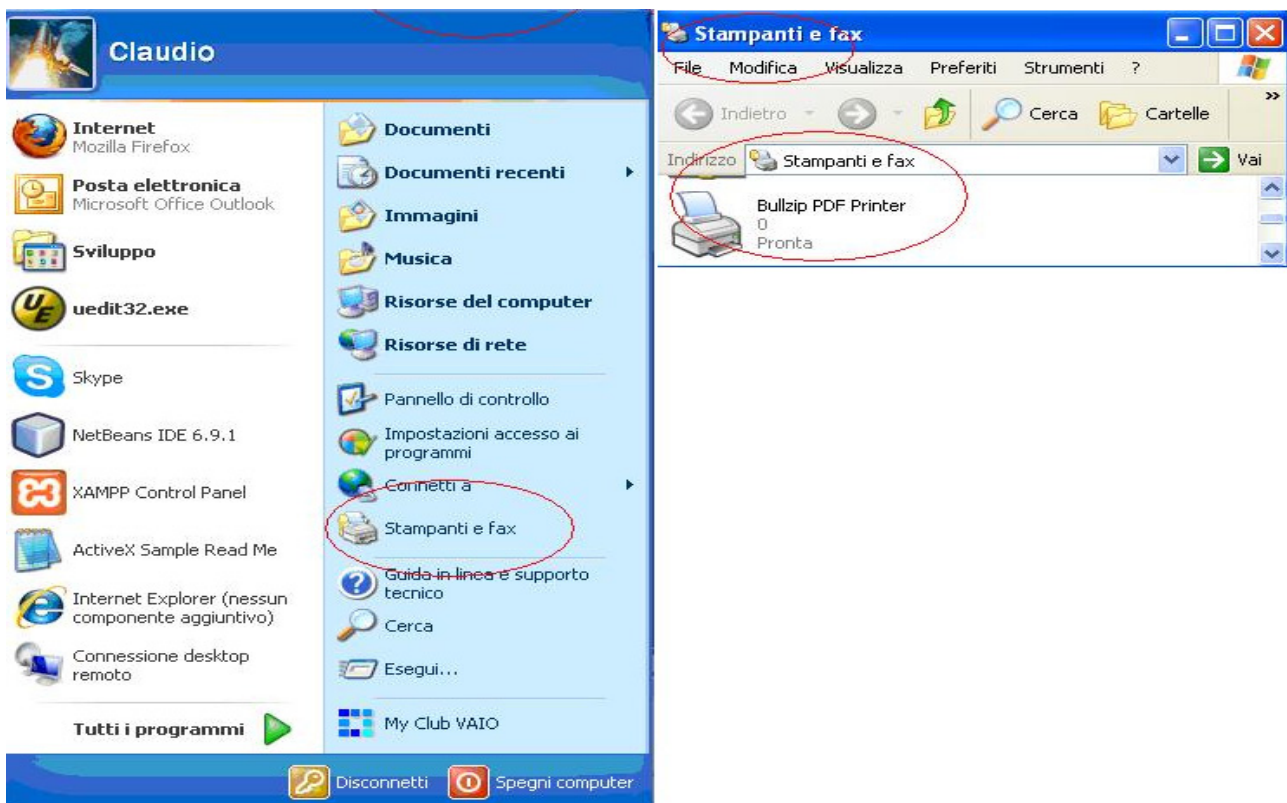 Claudio
Internet
Mozilla Firefox
Posta elettronica
Microsoft Office Outlook
Sviluppo
uedit32.exe
Skype
NetBeans IDE 6.9.1
XAMPP Control Panel
ActiveX Sample Read Me
Internet Explorer (nessun
componente aggiuntivo)
Connessione desktop
remoto
Tutti i programmi
Documenti
Documenti recenti
Immagini
Musica
Risorse del computer
Risorse di rete
Pannello di controllo
Impostazioni accesso ai
programmi
Connetti a
Stampanti e fax
Guida in linea e supporto
tecnico
Cerca
Esegui...
My Club VAIO
Disconnetti Spegni computer
Stampanti e fax
File Modifica Visualizza Preferiti Strumenti ?
Indietro Cerca Cartelle »
Indirizzo Stampanti e fax Vai
Bullzip PDF Printer
0
Pronta